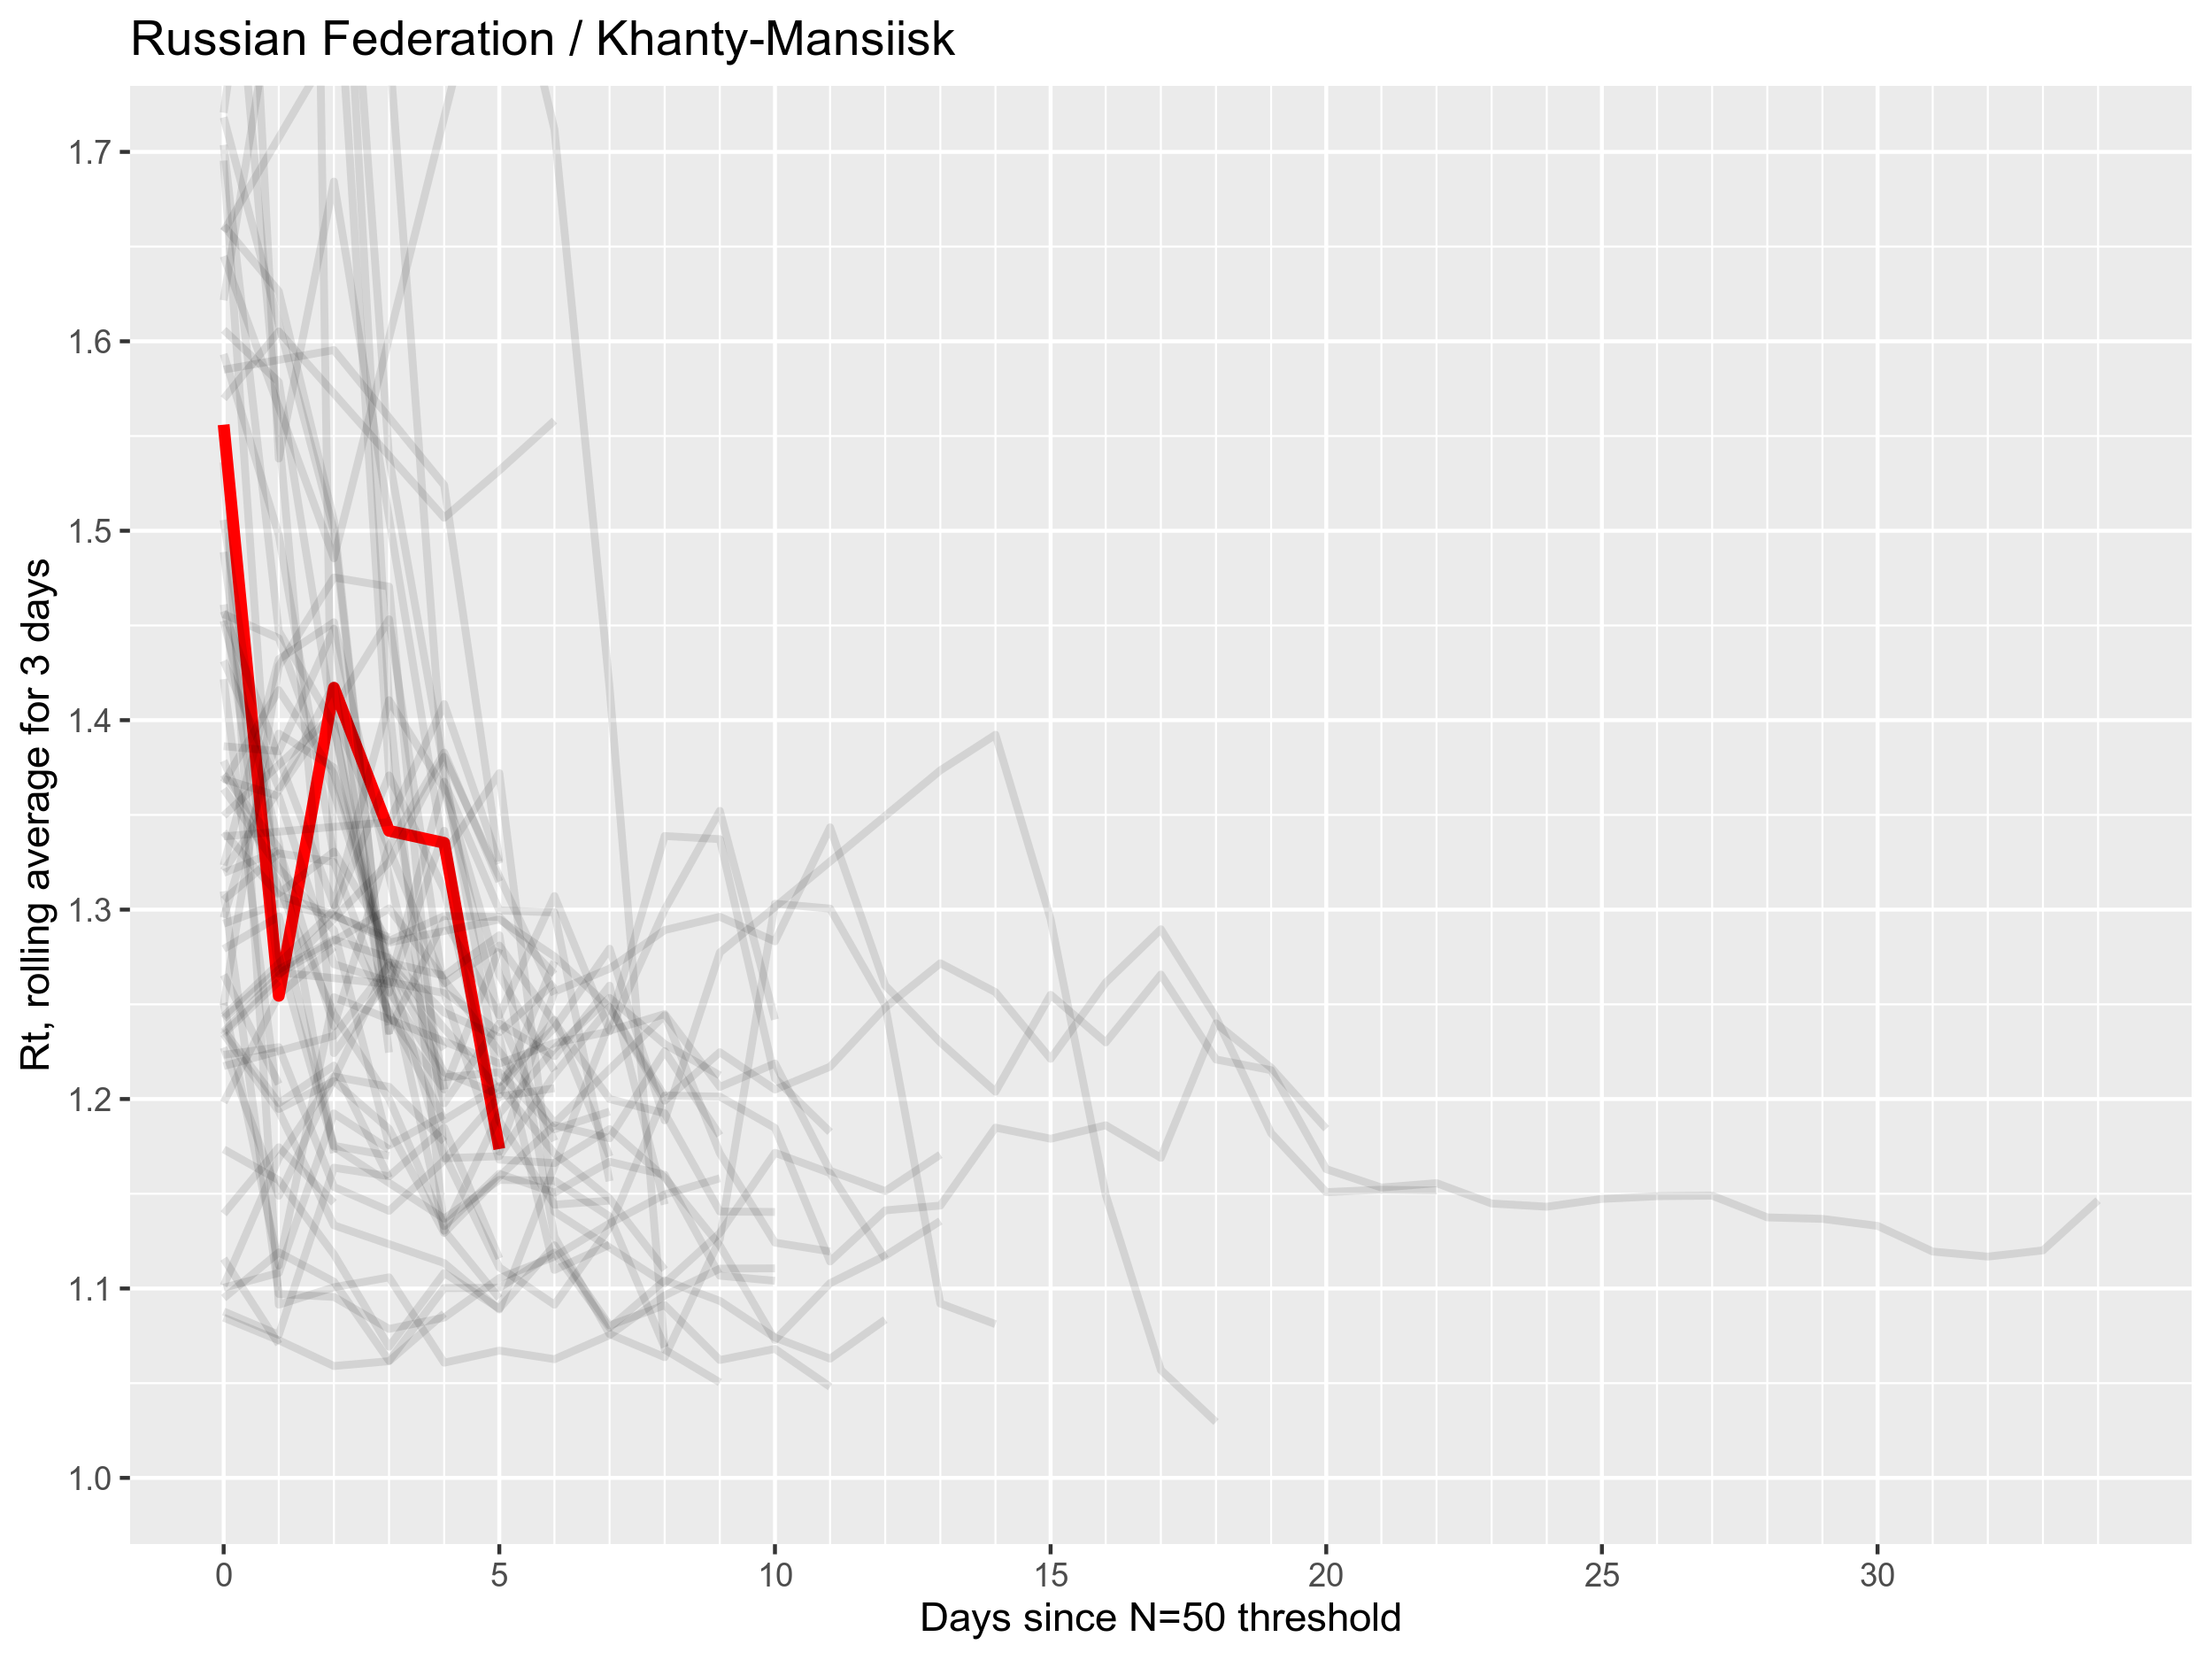 Russian Federation / Khanty-Mansiisk
Rt, rolling average for 3 days
1.7
1.6
1.5
1.4
1.3
1.2
1.1
1.0
0 5 10 15 20 25 30
Days since N=50 threshold